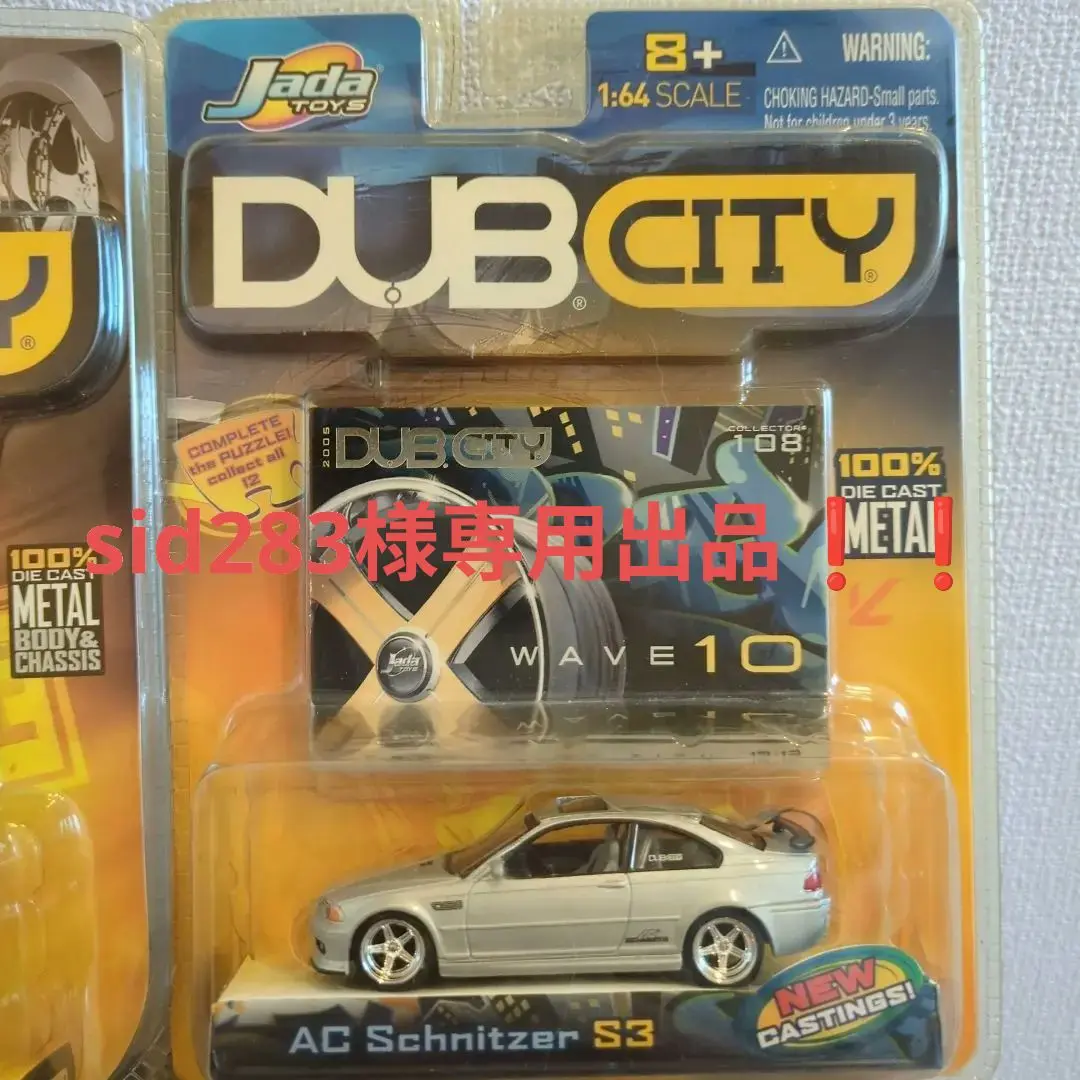 Jada
TOYS
8+
1:64 SCALE
WARNING:
CHOKING HAZARD-Small parts.
Not for children under 3 years.
DUB CITY
®
®
Y
®
COMPLETE
the PUZZLE!
collect all
12
2005
DUB CITY
COLLECTOR#
108
100%
DIE CAST
METAL
sid283様専用出品❗❗
100%
DIE CAST
METAL
BODY &
CHASSIS
Jada
TOYS
WAVE 10
DUB CITY
NEW
CASTINGS!
AC Schnitzer S3